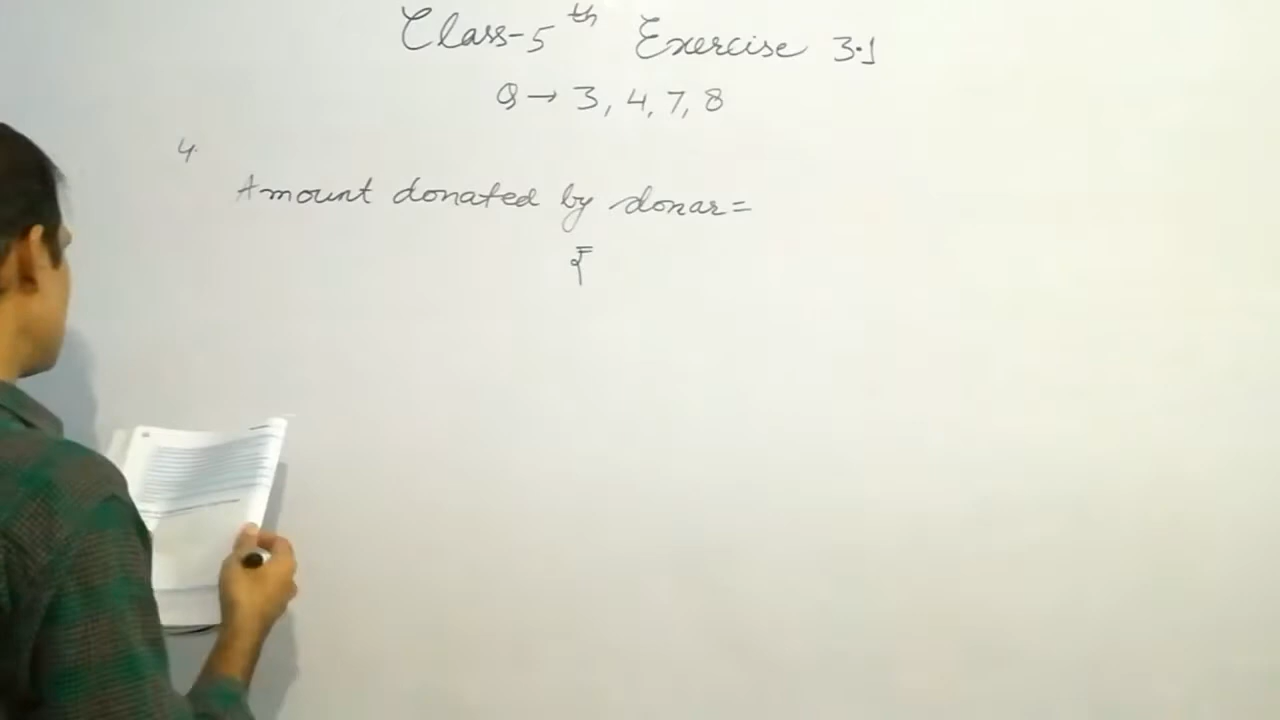 Class-5th Exercise 3.1
Q → 3, 4, 7, 8
4.
Amount donated by donar=
₹